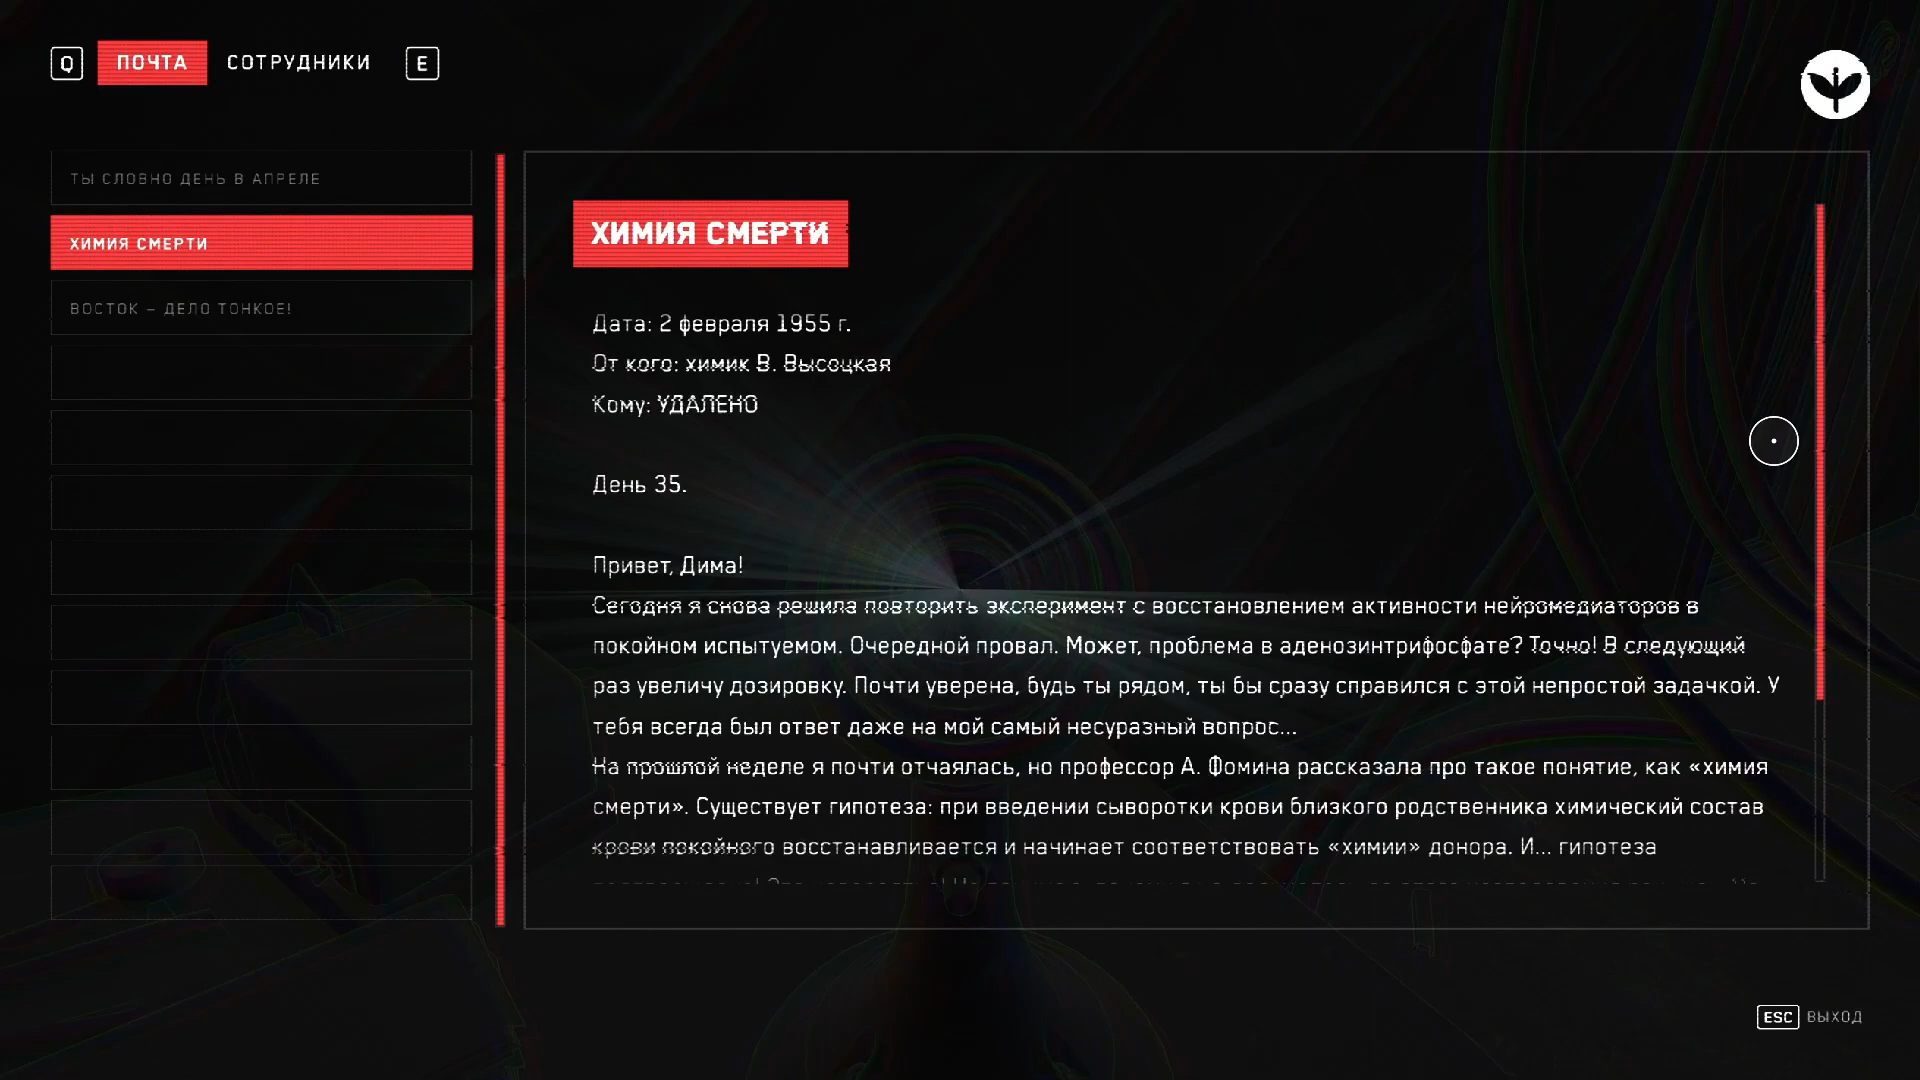 Q ПОЧТА СОТРУДНИКИ E
ТЫ СЛОВНО ДЕНЬ В АПРЕЛЕ
ХИМИЯ СМЕРТИ
ВОСТОК – ДЕЛО ТОНКОЕ!
ХИМИЯ СМЕРТИ
Дата: 2 февраля 1955 г.
От кого: химик В. Высоцкая
Кому: УДАЛЕНО
День 35.
Привет, Дима!
Сегодня я снова решила повторить эксперимент с восстановлением активности нейромедиаторов в
покойном испытуемом. Очередной провал. Может, проблема в аденозинтрифосфате? Точно! В следующий
раз увеличу дозировку. Почти уверена, будь ты рядом, ты бы сразу справился с этой непростой задачкой. У
тебя всегда был ответ даже на мой самый несуразный вопрос...
На прошлой неделе я почти отчаялась, но профессор А. Фомина рассказала про такое понятие, как «химия
смерти». Существует гипотеза: при введении сыворотки крови близкого родственника химический состав
крови покойного восстанавливается и начинает соответствовать «химии» донора. И... гипотеза
ESC ВЫХОД